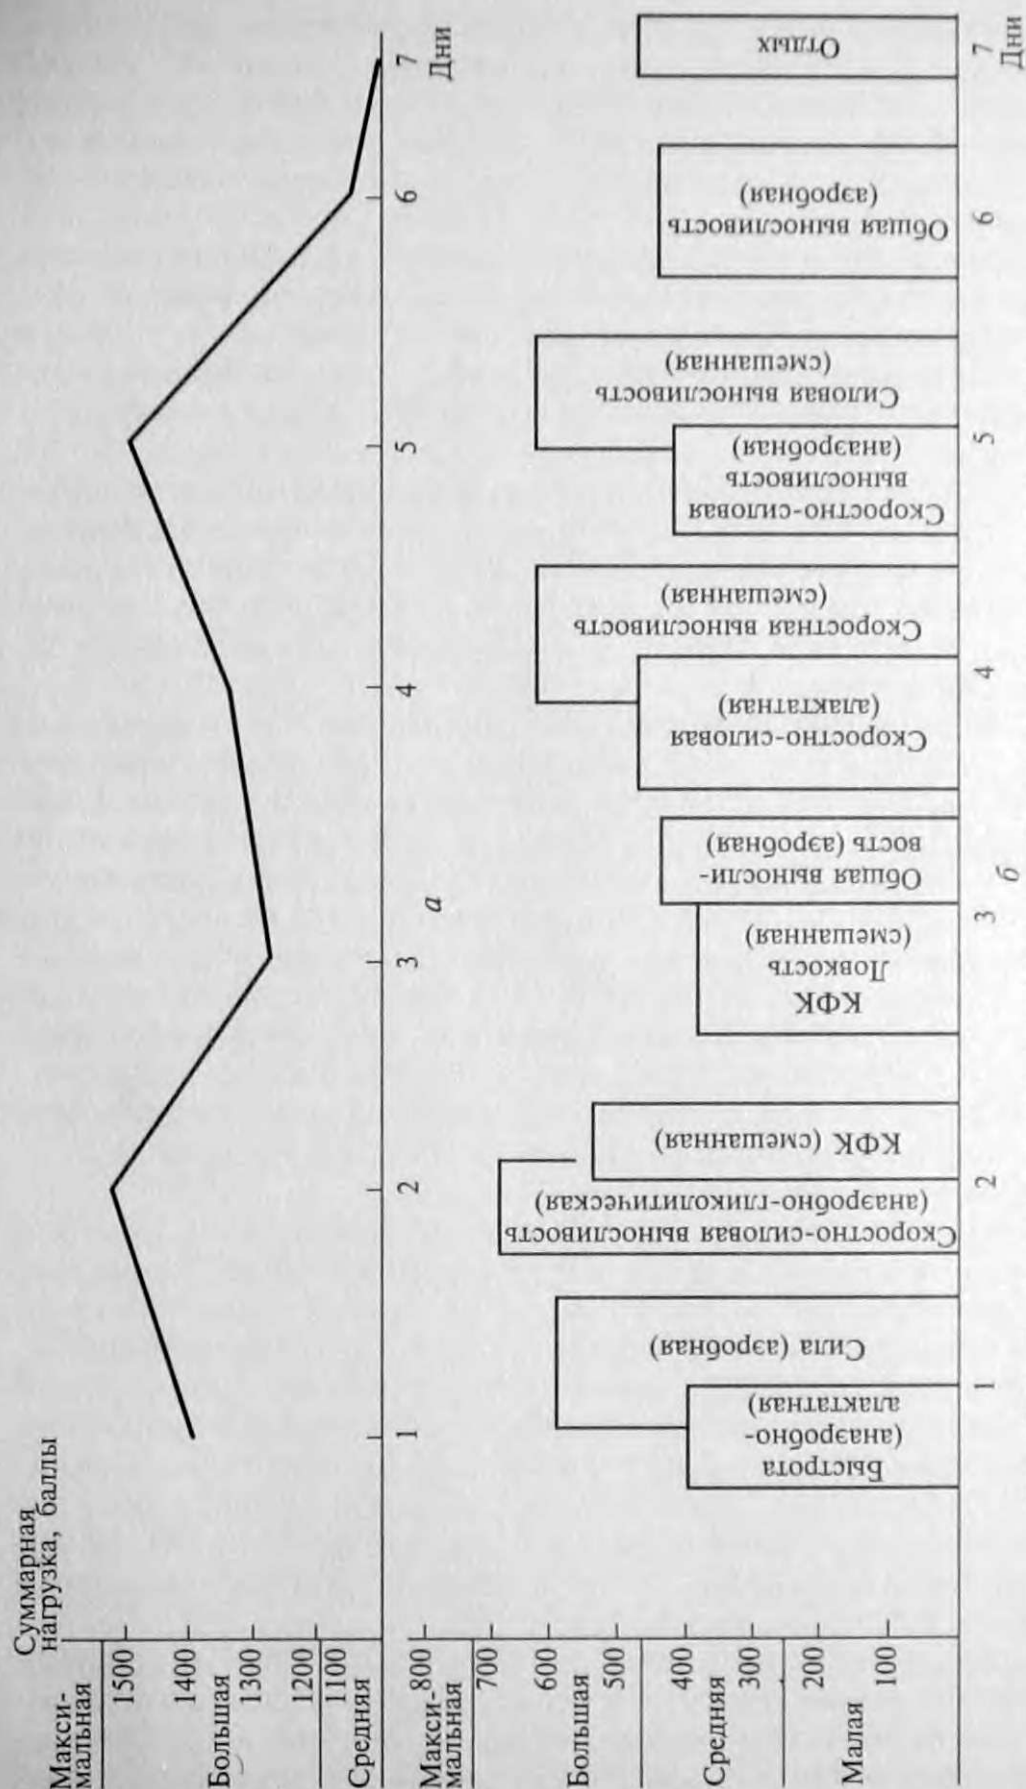 Суммарная
нагрузка, баллы
Макси-
мальная
Большая
Средняя
1500
1400
1300
1200
1100
1
2
3
4
5
6
7
Дни
а
Макси-
мальная
Большая
Средняя
Малая
800
700
600
500
400
300
200
100
Быстрота
(анаэробно-
алактатная)
Сила (аэробная)
Скоростно-силовая выносливость
(анаэробно-гликолитическая)
КФК (смешанная)
КФК
Ловкость
(смешанная)
Общая выносли-
вость (аэробная)
Скоростно-силовая
(алактатная)
Скоростная выносливость
(смешанная)
Скоростно-силовая
выносливость
(анаэробная)
Силовая выносливость
(смешанная)
Общая выносливость
(аэробная)
Отдых
1
2
3
4
5
6
7
Дни
б